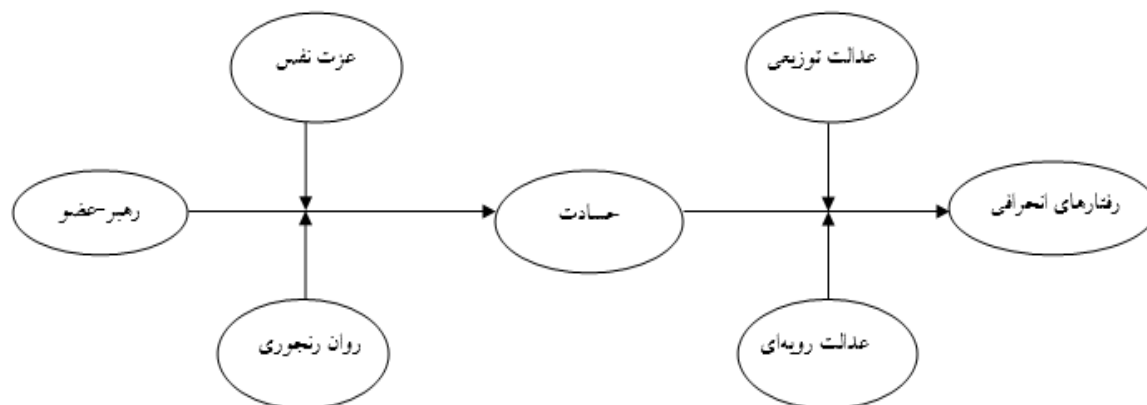 عزت نفس
عدالت توزیعی
رهبر-عضو
حسادت
رفتارهای انحرافی
روان رنجوری
عدالت رویه‌ای